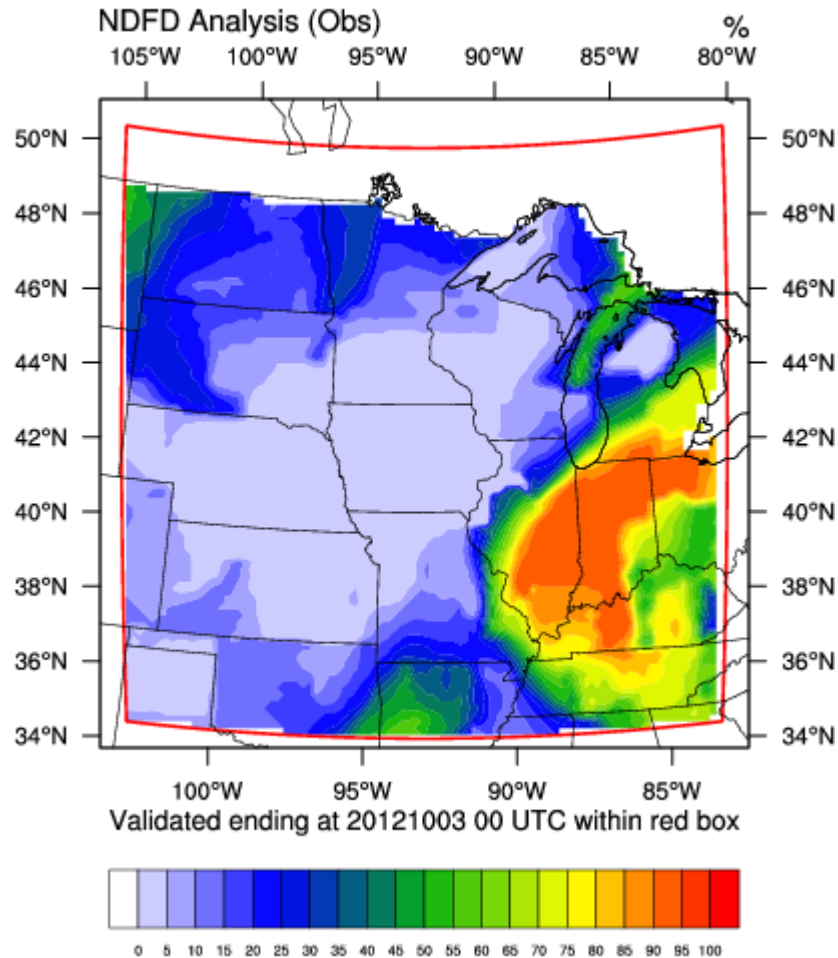 NDFD Analysis (Obs) %
105°W 100°W 95°W 90°W 85°W 80°W
50°N 50°N
48°N 48°N
46°N 46°N
44°N 44°N
42°N 42°N
40°N 40°N
38°N 38°N
36°N 36°N
34°N 34°N
100°W 95°W 90°W 85°W
Validated ending at 20121003 00 UTC within red box
0 5 10 15 20 25 30 35 40 45 50 55 60 65 70 75 80 85 90 95 100